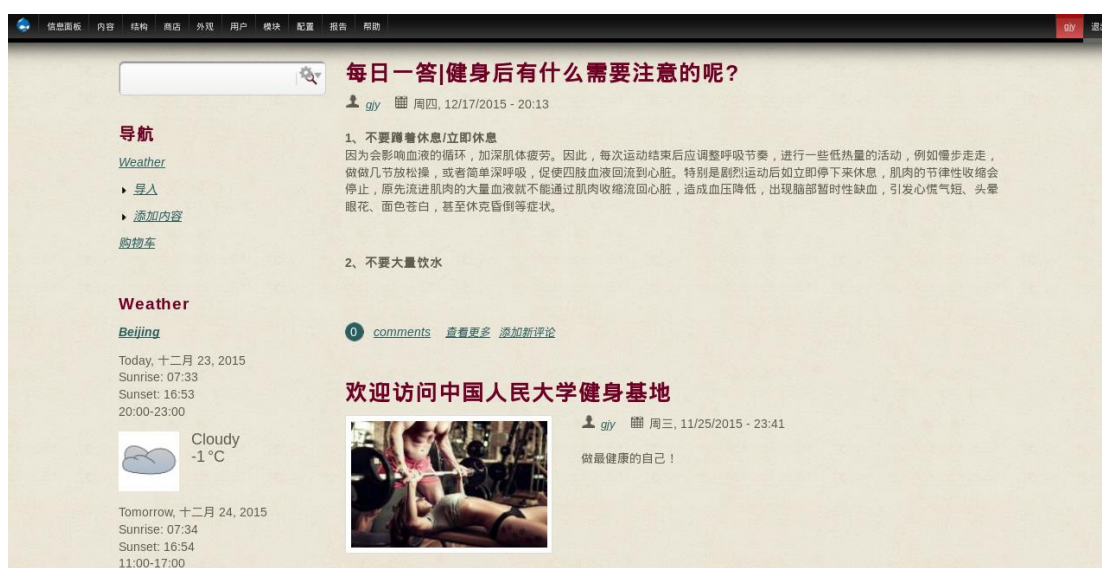 信息面板 内容 结构 商店 外观 用户 模块 配置 报告 帮助 gjy
导航
Weather
导入
添加内容
购物车
Weather
Beijing
Today, 十二月 23, 2015
Sunrise: 07:33
Sunset: 16:53
20:00-23:00
Cloudy
-1 °C
Tomorrow, 十二月 24, 2015
Sunrise: 07:34
Sunset: 16:54
11:00-17:00
每日一答|健身后有什么需要注意的呢?
gjy 周四, 12/17/2015 - 20:13
1、不要蹲着休息/立即休息
因为会影响血液的循环，加深肌体疲劳。因此，每次运动结束后应调整呼吸节奏，进行一些低热量的活动，例如慢步走走，
做做几节放松操，或者简单深呼吸，促使四肢血液回流到心脏。特别是剧烈运动后如立即停下来休息，肌肉的节律性收缩会
停止，原先流进肌肉的大量血液就不能通过肌肉收缩流回心脏，造成血压降低，出现脑部暂时性缺血，引发心慌气短、头晕
眼花、面色苍白，甚至休克昏倒等症状。
2、不要大量饮水
0 comments 查看更多 添加新评论
欢迎访问中国人民大学健身基地
gjy 周三, 11/25/2015 - 23:41
做最健康的自己！